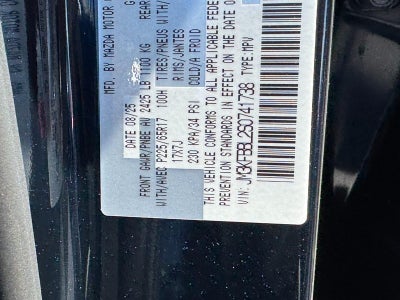 MFD. BY MAZDA MOTOR
08/25 G
FRONT GAWR/PNBE AV 2425 LB 1100 KG REAR
WITH/AVEC P225/65R17 100H TIRES/PNEUS WITH/
17X7J RIMS/JANTES
230 KPA/34 PSI COLD/A FROID
THIS VEHICLE CONFORMS TO ALL APPLICABLE FEDE
PREVENTION STANDARDS IN EFFECT ON THE DATE
VIN: JM3KFBBL2S0741738 TYPE:MPV